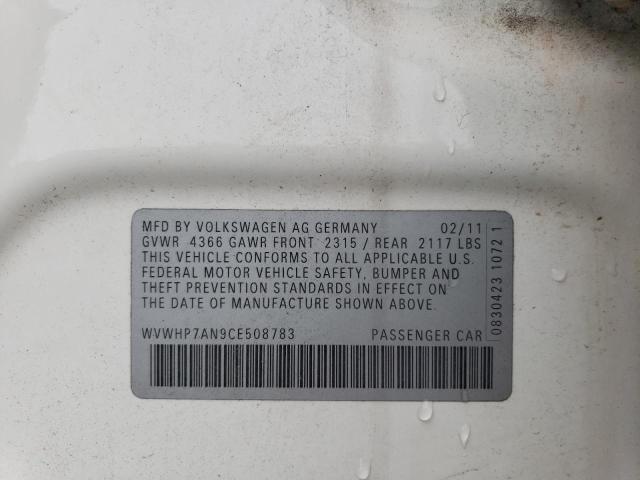 MFD BY VOLKSWAGEN AG GERMANY 02/11
GVWR 4366 GAWR FRONT 2315 / REAR 2117 LBS
THIS VEHICLE CONFORMS TO ALL APPLICABLE U.S.
FEDERAL MOTOR VEHICLE SAFETY, BUMPER AND
THEFT PREVENTION STANDARDS IN EFFECT ON
THE DATE OF MANUFACTURE SHOWN ABOVE.
WVWHP7AN9CE508783 PASSENGER CAR
0830423 1072 1